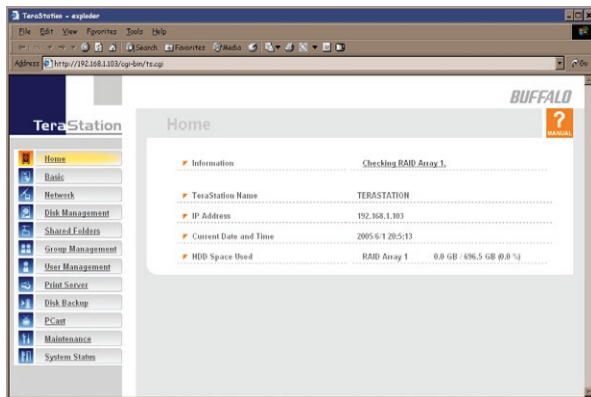 TeraStation - exploder
File Edit View Favorites Tools Help
Search Favorites Media
Address http://192.168.1.103/cgi-bin/ts.cgi Go
BUFFALO
TeraStation
Home
?
MANUAL
Home
Basic
Network
Disk Management
Shared Folders
Group Management
User Management
Print Server
Disk Backup
PCast
Maintenance
System Status
Information Checking RAID Array 1.
TeraStation Name TERASTATION
IP Address 192.168.1.103
Current Date and Time 2005/6/1 20:5:13
HDD Space Used RAID Array 1 0.0 GB / 696.5 GB (0.0 %)